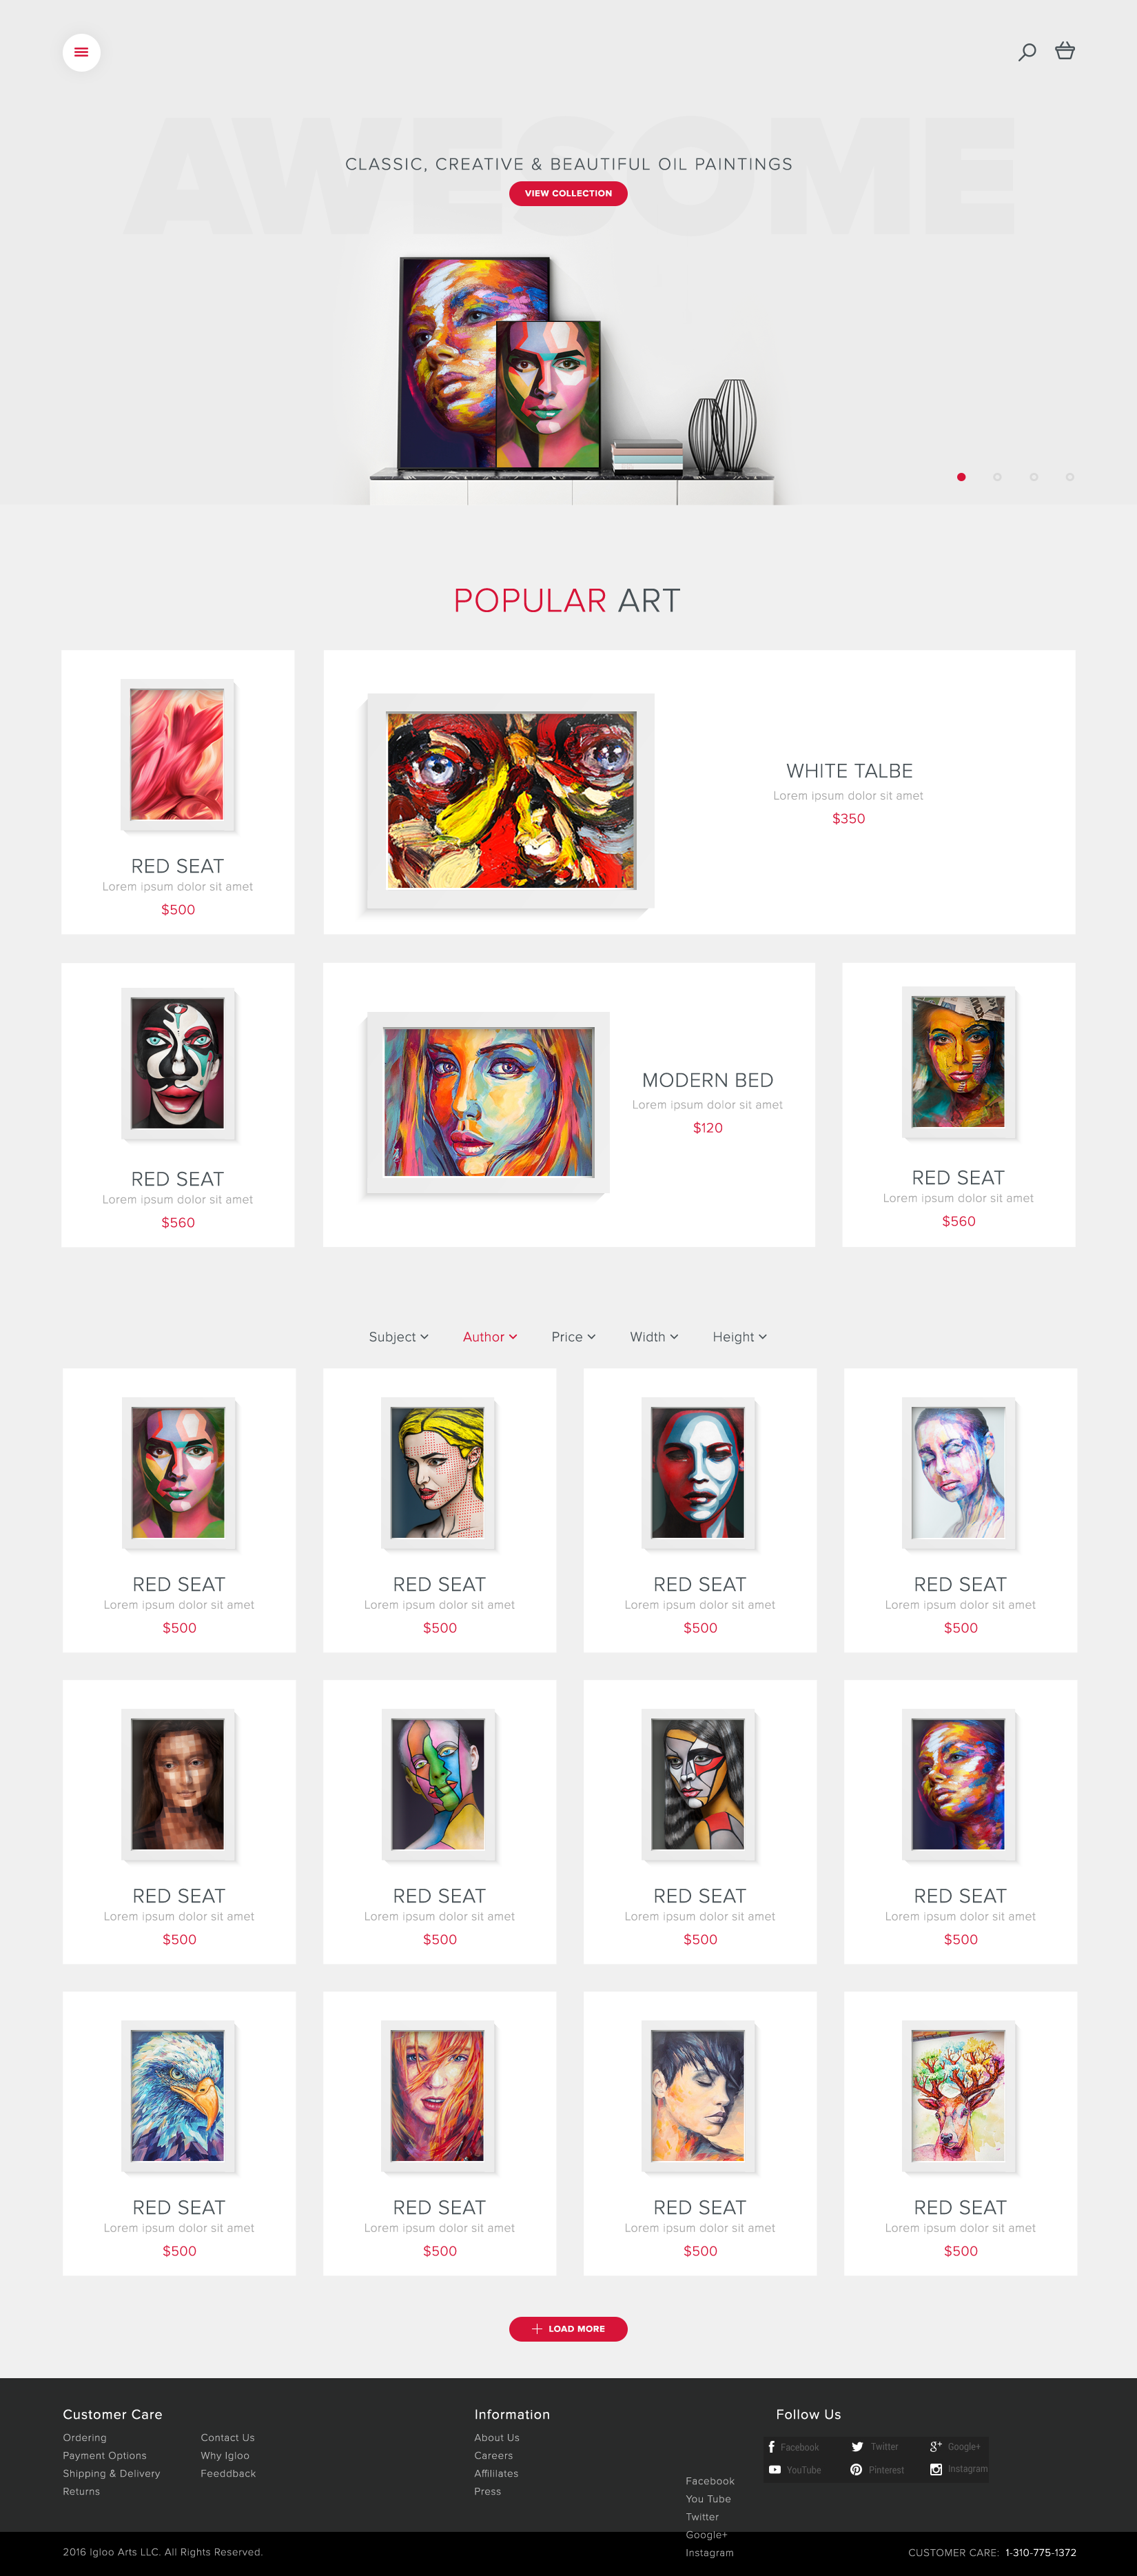 AWESOME
CLASSIC, CREATIVE & BEAUTIFUL OIL PAINTINGS
VIEW COLLECTION
POPULAR ART
RED SEAT
Lorem ipsum dolor sit amet
$500
WHITE TALBE
Lorem ipsum dolor sit amet
$350
RED SEAT
Lorem ipsum dolor sit amet
$560
MODERN BED
Lorem ipsum dolor sit amet
$120
RED SEAT
Lorem ipsum dolor sit amet
$560
Subject Author Price Width Height
RED SEAT
Lorem ipsum dolor sit amet
$500
RED SEAT
Lorem ipsum dolor sit amet
$500
RED SEAT
Lorem ipsum dolor sit amet
$500
RED SEAT
Lorem ipsum dolor sit amet
$500
RED SEAT
Lorem ipsum dolor sit amet
$500
RED SEAT
Lorem ipsum dolor sit amet
$500
RED SEAT
Lorem ipsum dolor sit amet
$500
RED SEAT
Lorem ipsum dolor sit amet
$500
RED SEAT
Lorem ipsum dolor sit amet
$500
RED SEAT
Lorem ipsum dolor sit amet
$500
RED SEAT
Lorem ipsum dolor sit amet
$500
RED SEAT
Lorem ipsum dolor sit amet
$500
LOAD MORE
Customer Care
Ordering
Payment Options
Shipping & Delivery
Returns
Contact Us
Why Igloo
Feeddback
Information
About Us
Careers
Affililates
Press
Facebook
You Tube
Twitter
Google+
Instagram
Follow Us
Facebook Twitter Google+
YouTube Pinterest Instagram
2016 Igloo Arts LLC. All Rights Reserved.
CUSTOMER CARE: 1-310-775-1372